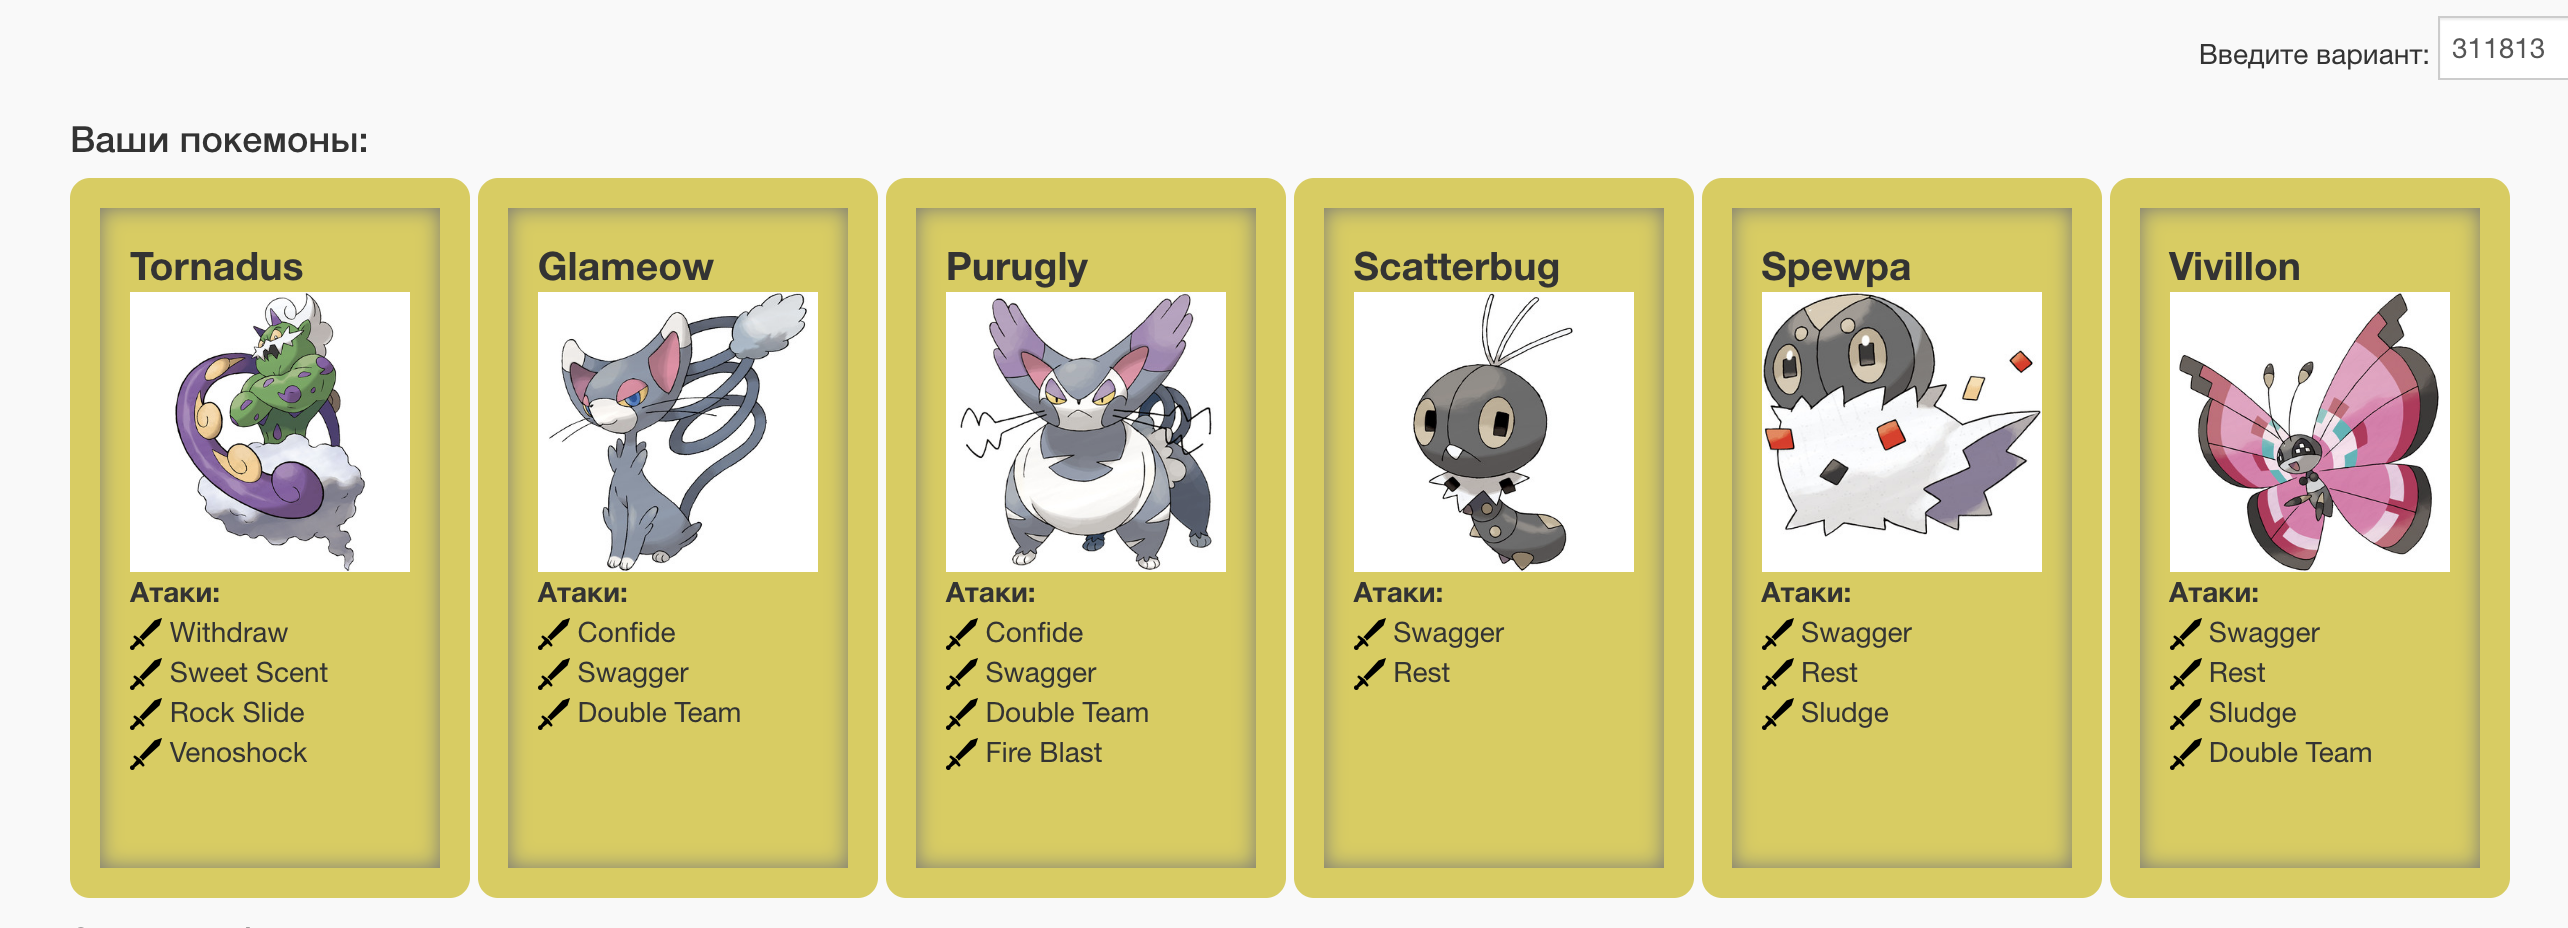 Введите вариант: 311813
Ваши покемоны:
Tornadus
Атаки:
Withdraw
Sweet Scent
Rock Slide
Venoshock
Glameow
Атаки:
Confide
Swagger
Double Team
Purugly
Атаки:
Confide
Swagger
Double Team
Fire Blast
Scatterbug
Атаки:
Swagger
Rest
Spewpa
Атаки:
Swagger
Rest
Sludge
Vivillon
Атаки:
Swagger
Rest
Sludge
Double Team